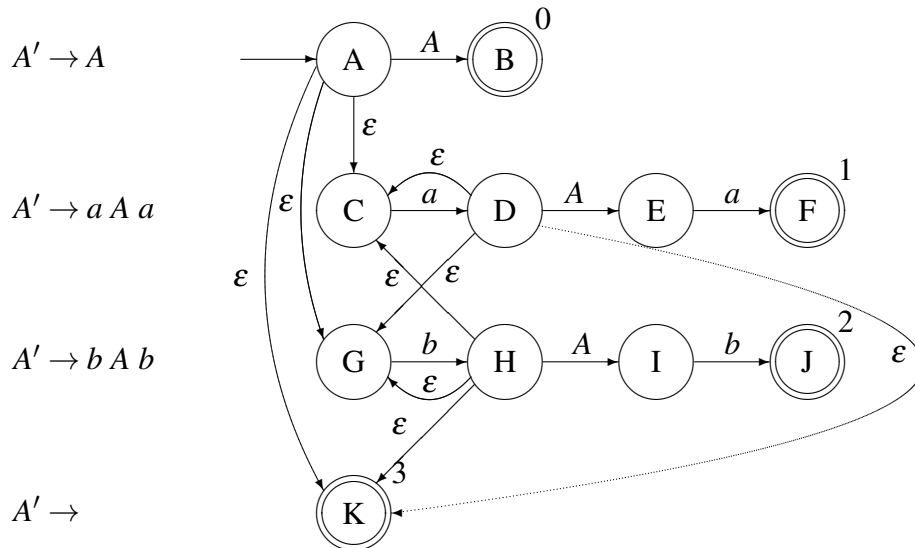 0
A′ → A A A B
ε
ε 1
A′ → a A a ε C a D A E a F
ε ε ε
2
A′ → b A b G b H A I b J ε
ε
ε
3
A′ → K